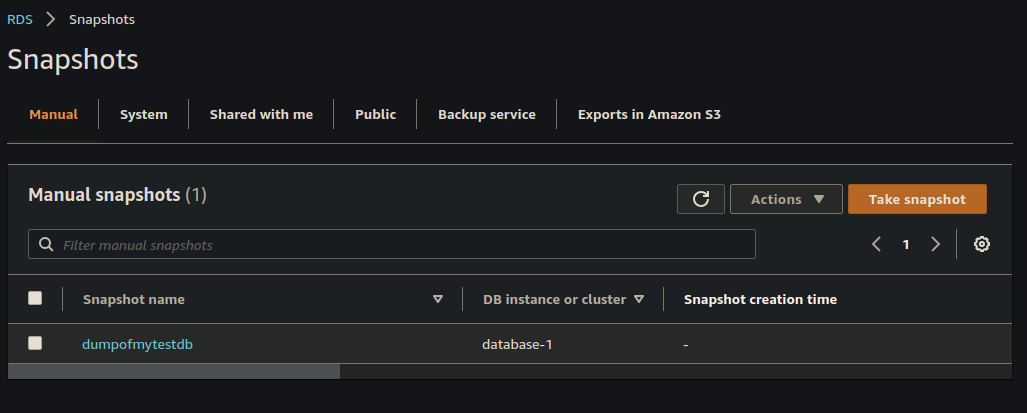 RDS > Snapshots
Snapshots
Manual System Shared with me Public Backup service Exports in Amazon S3
Manual snapshots (1) Actions Take snapshot
Filter manual snapshots 1
Snapshot name DB instance or cluster Snapshot creation time
dumpofmytestdb database-1 -